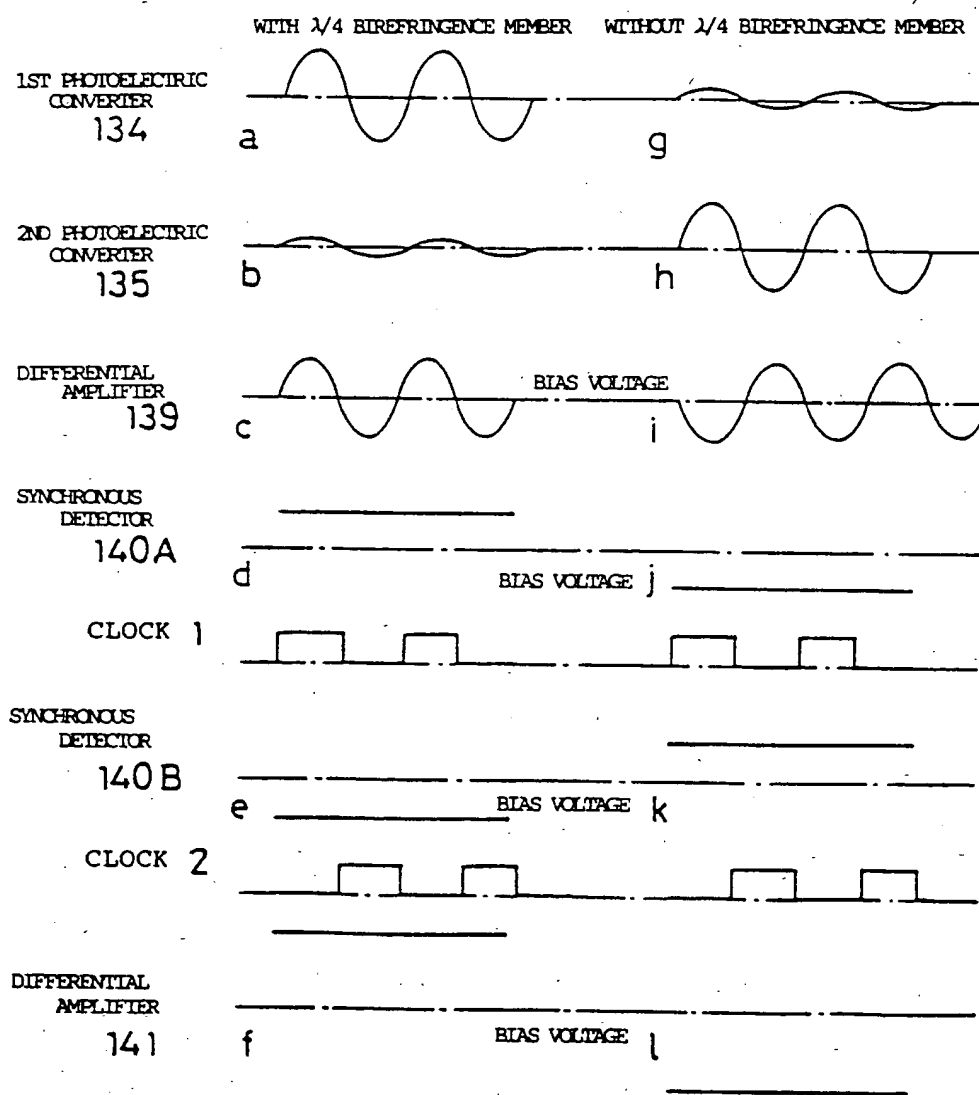 WITH λ/4 BIREFRINGENCE MEMBER WITHOUT λ/4 BIREFRINGENCE MEMBER
1ST PHOTOELECTRIC
CONVERTER
134
a
g
2ND PHOTOELECTRIC
CONVERTER
135
b
h
DIFFERENTIAL
AMPLIFIER
139
BIAS VOLTAGE
c
i
SYNCHRONOUS
DETECTOR
140A
d
BIAS VOLTAGE j
CLOCK 1
SYNCHRONOUS
DETECTOR
140B
e
BIAS VOLTAGE k
CLOCK 2
DIFFERENTIAL
AMPLIFIER
141
f
BIAS VOLTAGE l